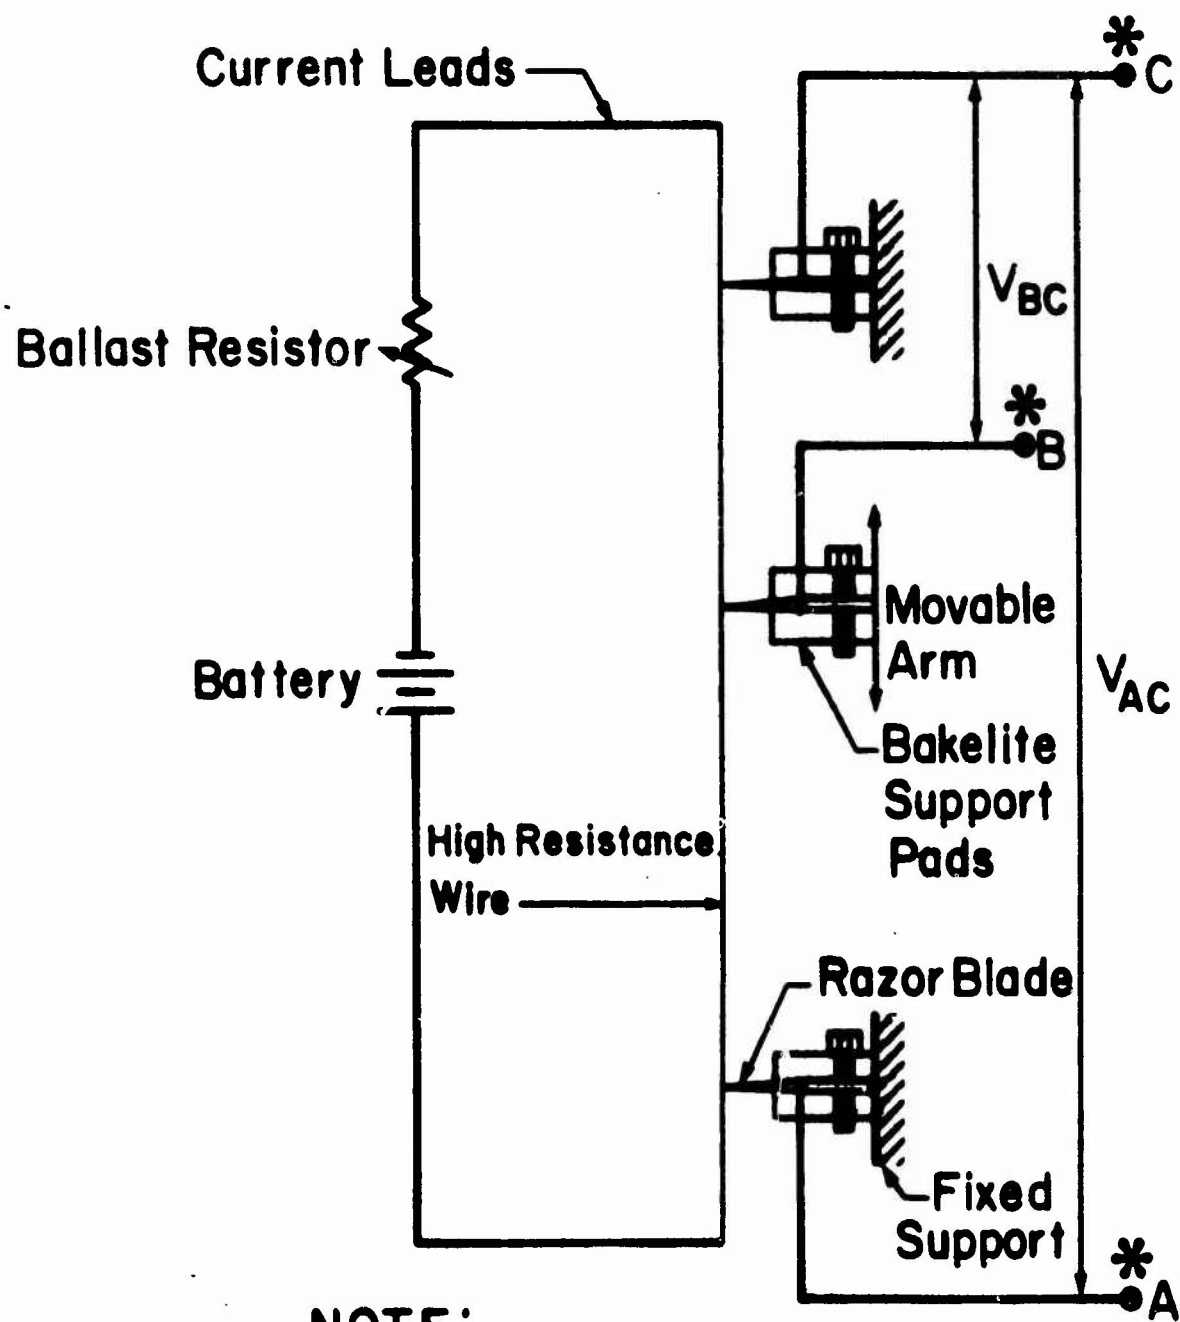 * C
Current Leads
V_BC
Ballast Resistor
* B
Movable
Arm
Battery
V_AC
Bakelite
Support
Pads
High Resistance
Wire
Razor Blade
Fixed
Support
* A
NOTE: